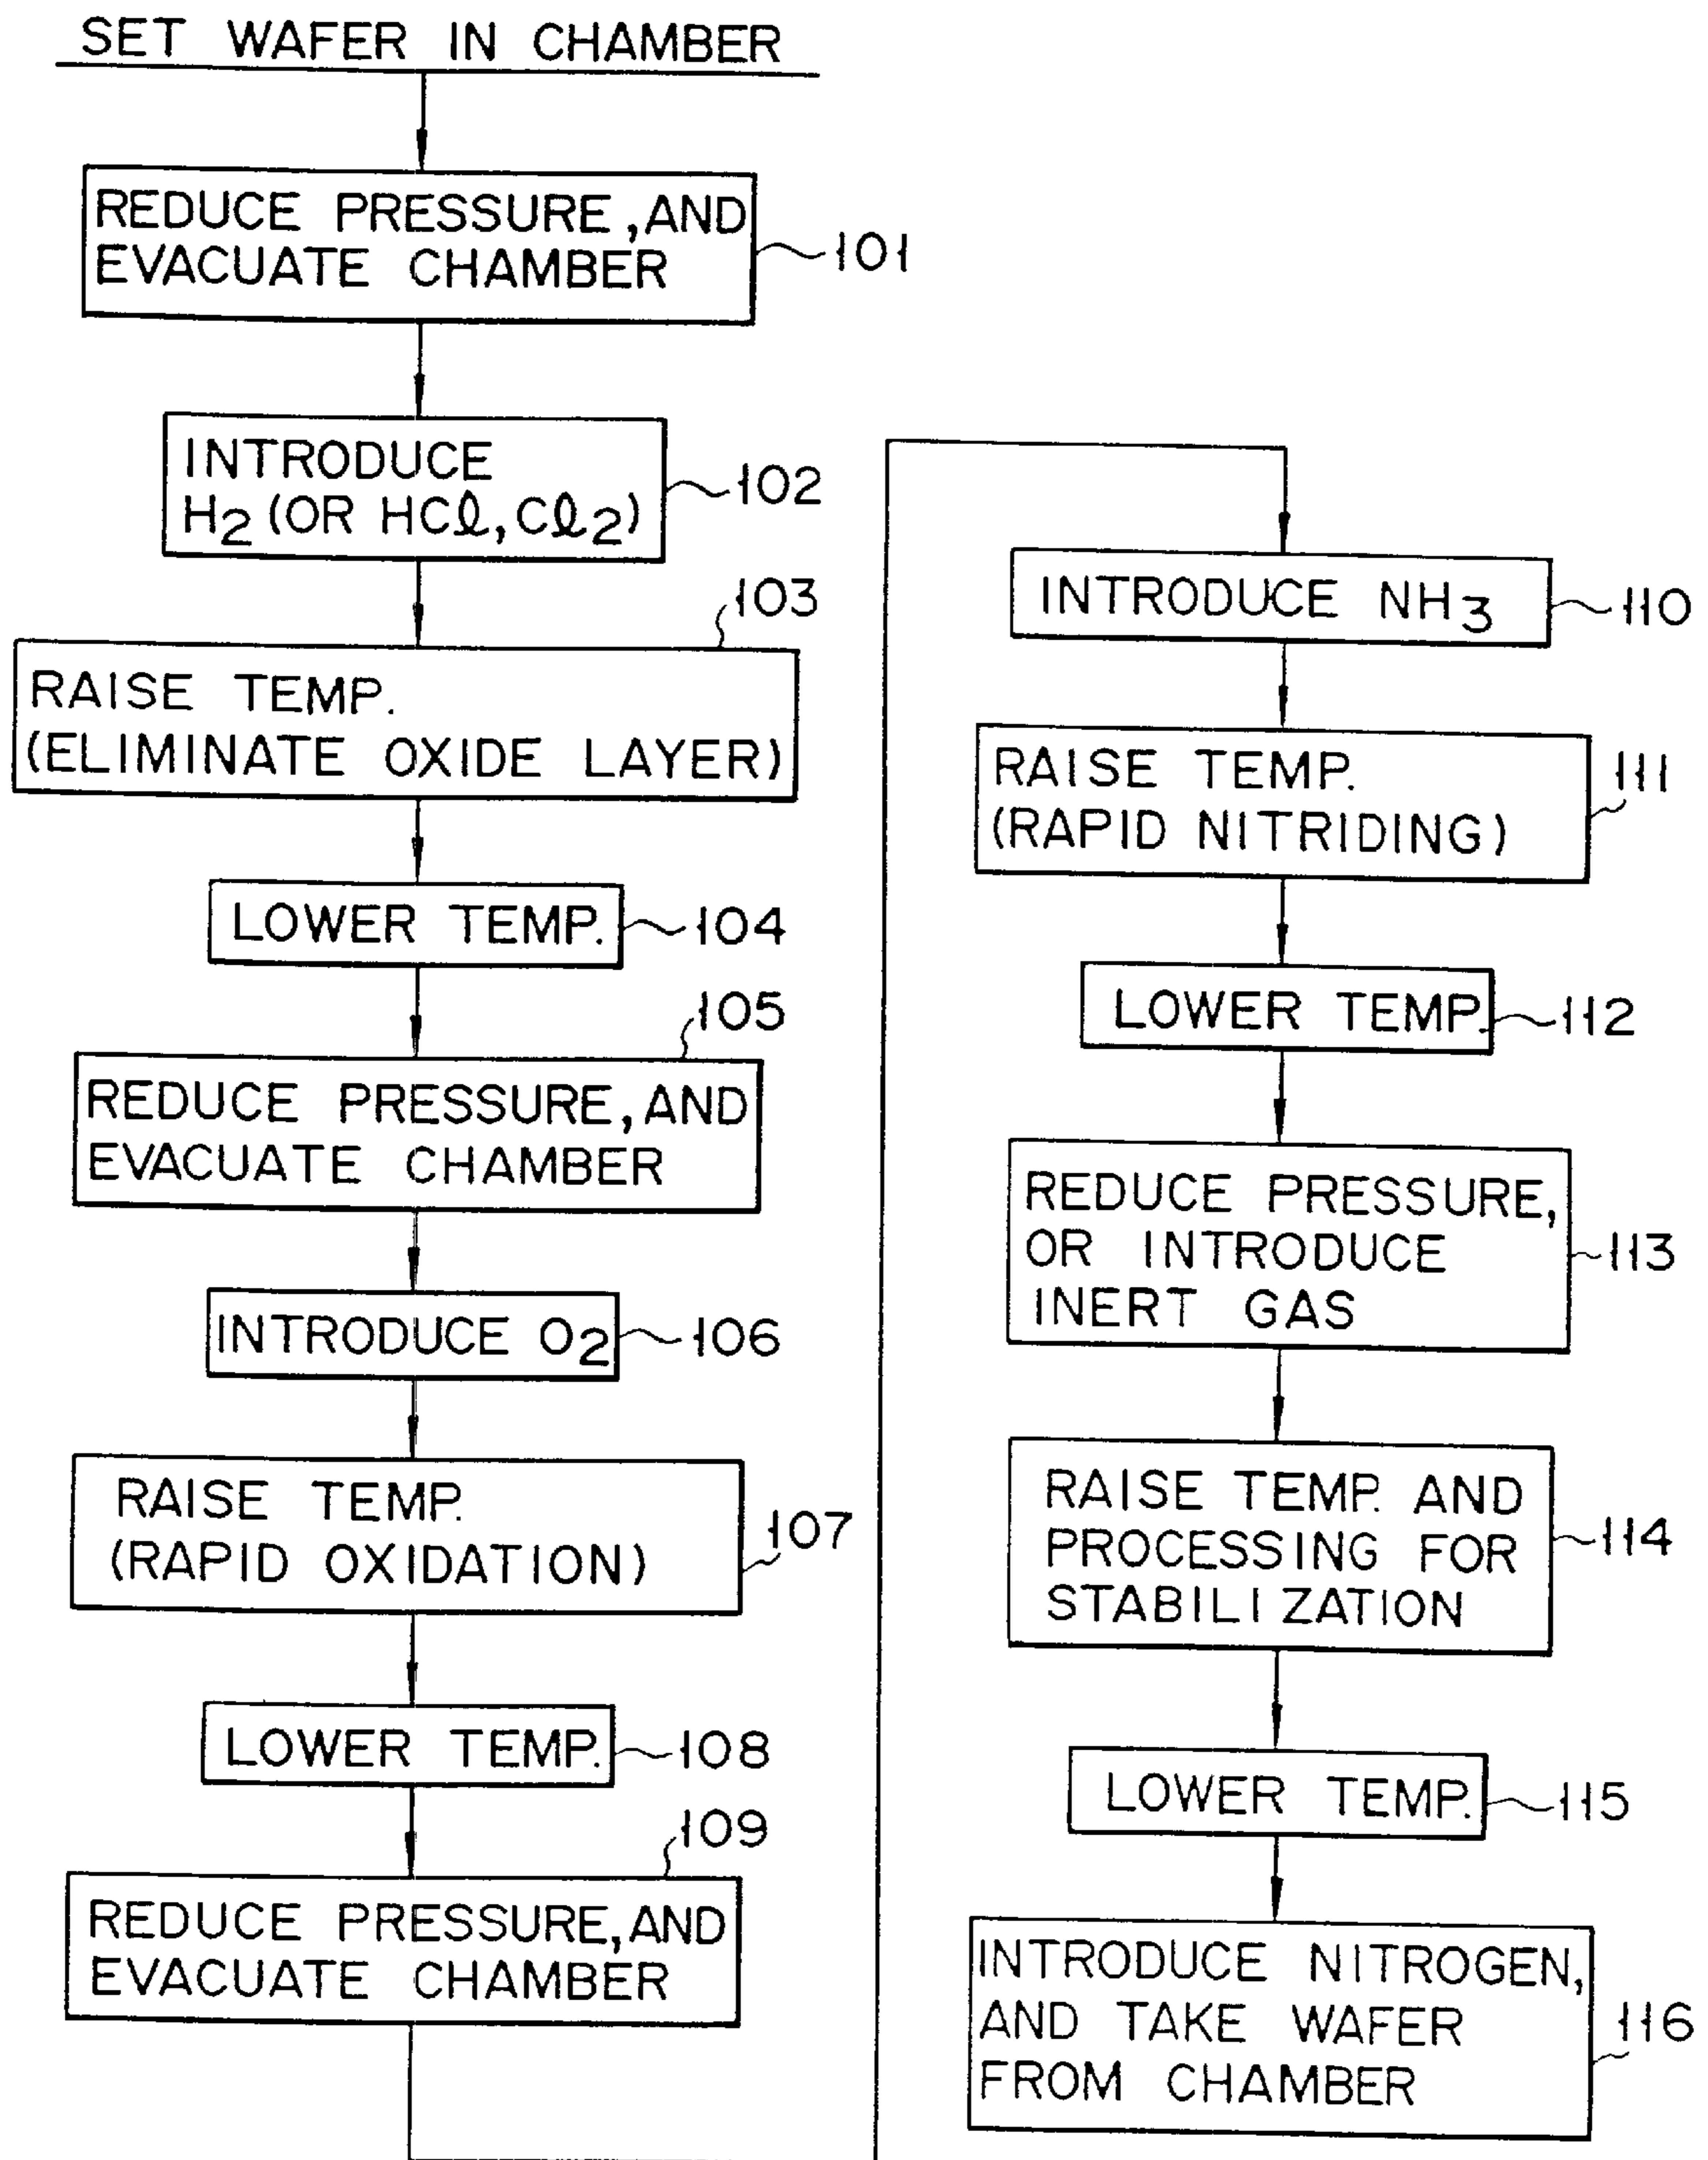 SET WAFER IN CHAMBER
REDUCE PRESSURE, AND
EVACUATE CHAMBER
101
INTRODUCE
H2 (OR HCl, Cl2)
102
103
RAISE TEMP.
(ELIMINATE OXIDE LAYER)
LOWER TEMP.
104
105
REDUCE PRESSURE, AND
EVACUATE CHAMBER
INTRODUCE O2
106
RAISE TEMP.
(RAPID OXIDATION)
107
LOWER TEMP.
108
109
REDUCE PRESSURE, AND
EVACUATE CHAMBER
INTRODUCE NH3
110
RAISE TEMP.
(RAPID NITRIDING)
111
LOWER TEMP.
112
REDUCE PRESSURE,
OR INTRODUCE
INERT GAS
113
RAISE TEMP. AND
PROCESSING FOR
STABILIZATION
114
LOWER TEMP.
115
INTRODUCE NITROGEN,
AND TAKE WAFER
FROM CHAMBER
116